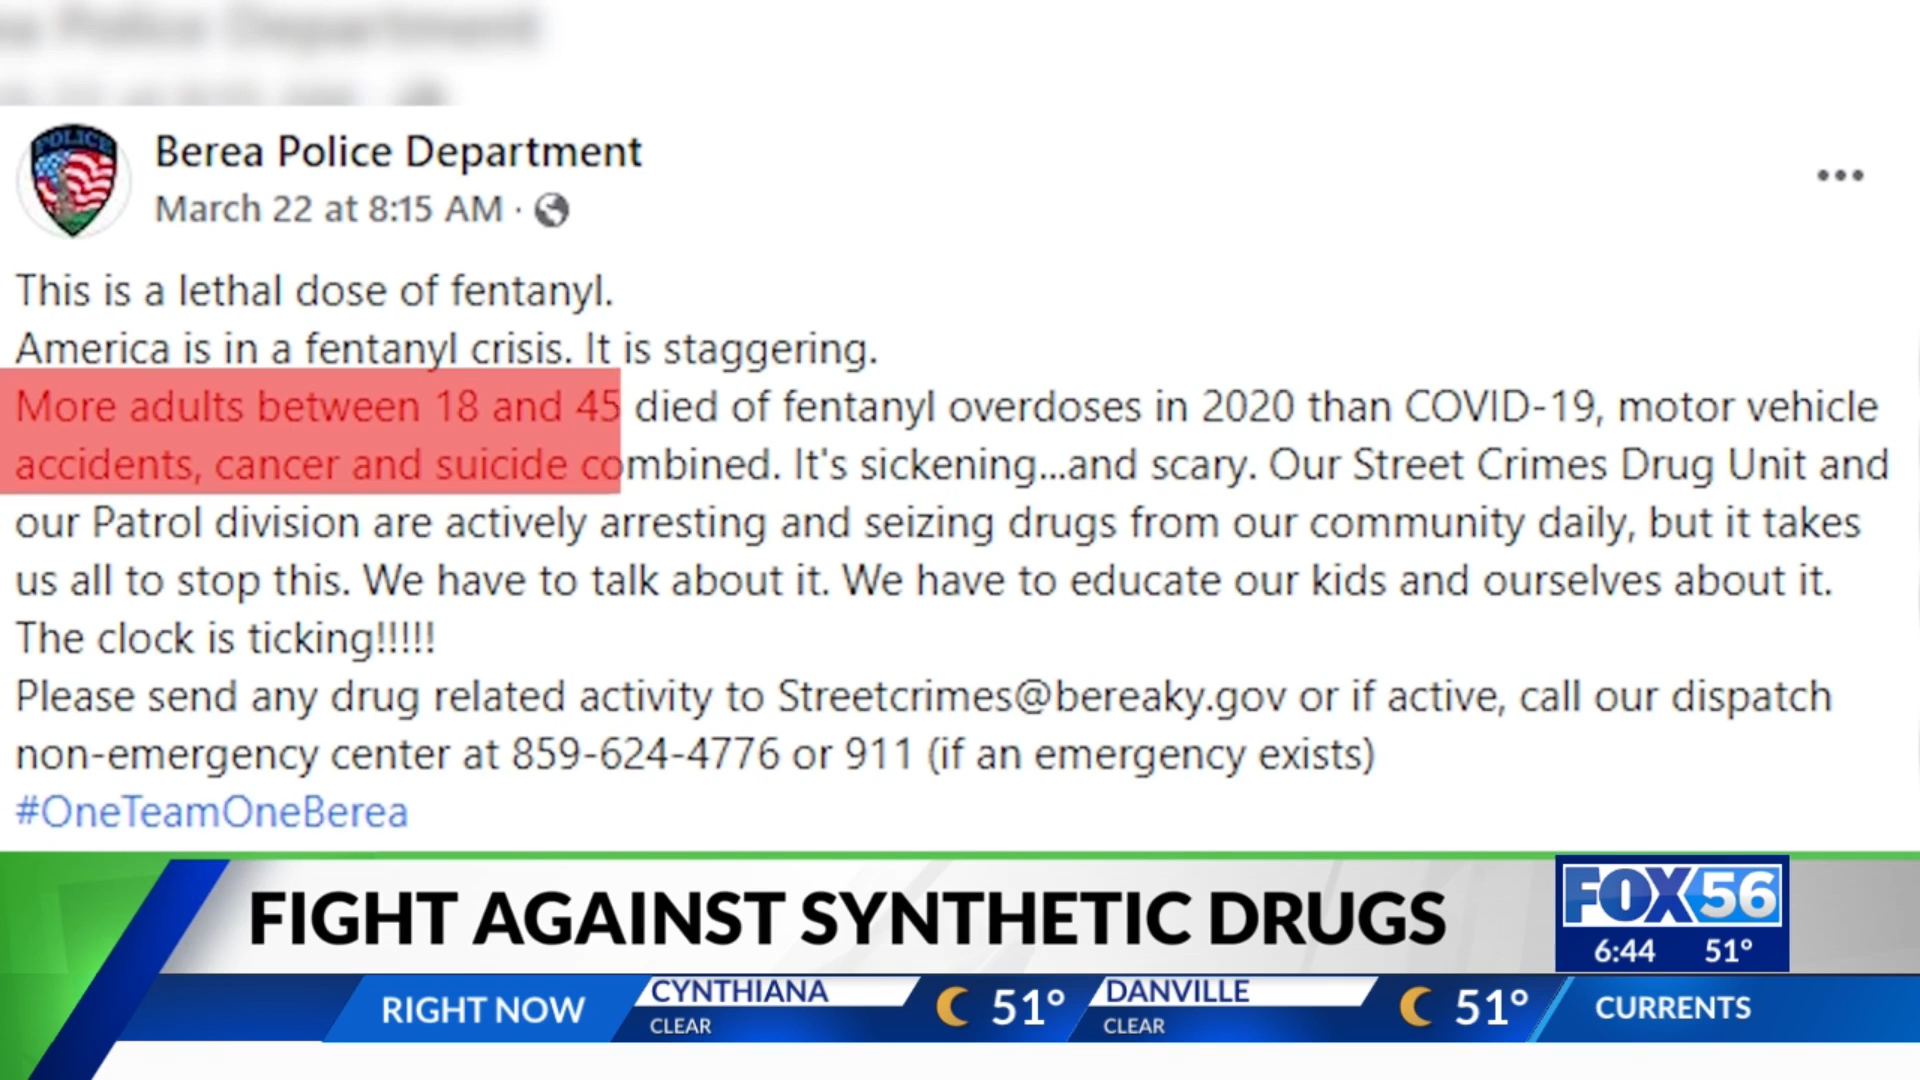 Police Department
POLICE
Berea Police Department
March 22 at 8:15 AM ·
This is a lethal dose of fentanyl.
America is in a fentanyl crisis. It is staggering.
More adults between 18 and 45 died of fentanyl overdoses in 2020 than COVID-19, motor vehicle
accidents, cancer and suicide combined. It's sickening...and scary. Our Street Crimes Drug Unit and
our Patrol division are actively arresting and seizing drugs from our community daily, but it takes
us all to stop this. We have to talk about it. We have to educate our kids and ourselves about it.
The clock is ticking!!!!!
Please send any drug related activity to Streetcrimes@bereaky.gov or if active, call our dispatch
non-emergency center at 859-624-4776 or 911 (if an emergency exists)
#OneTeamOneBerea
FIGHT AGAINST SYNTHETIC DRUGS
FOX 56
6:44 51°
RIGHT NOW
CYNTHIANA
CLEAR
51°
DANVILLE
CLEAR
51°
CURRENTS